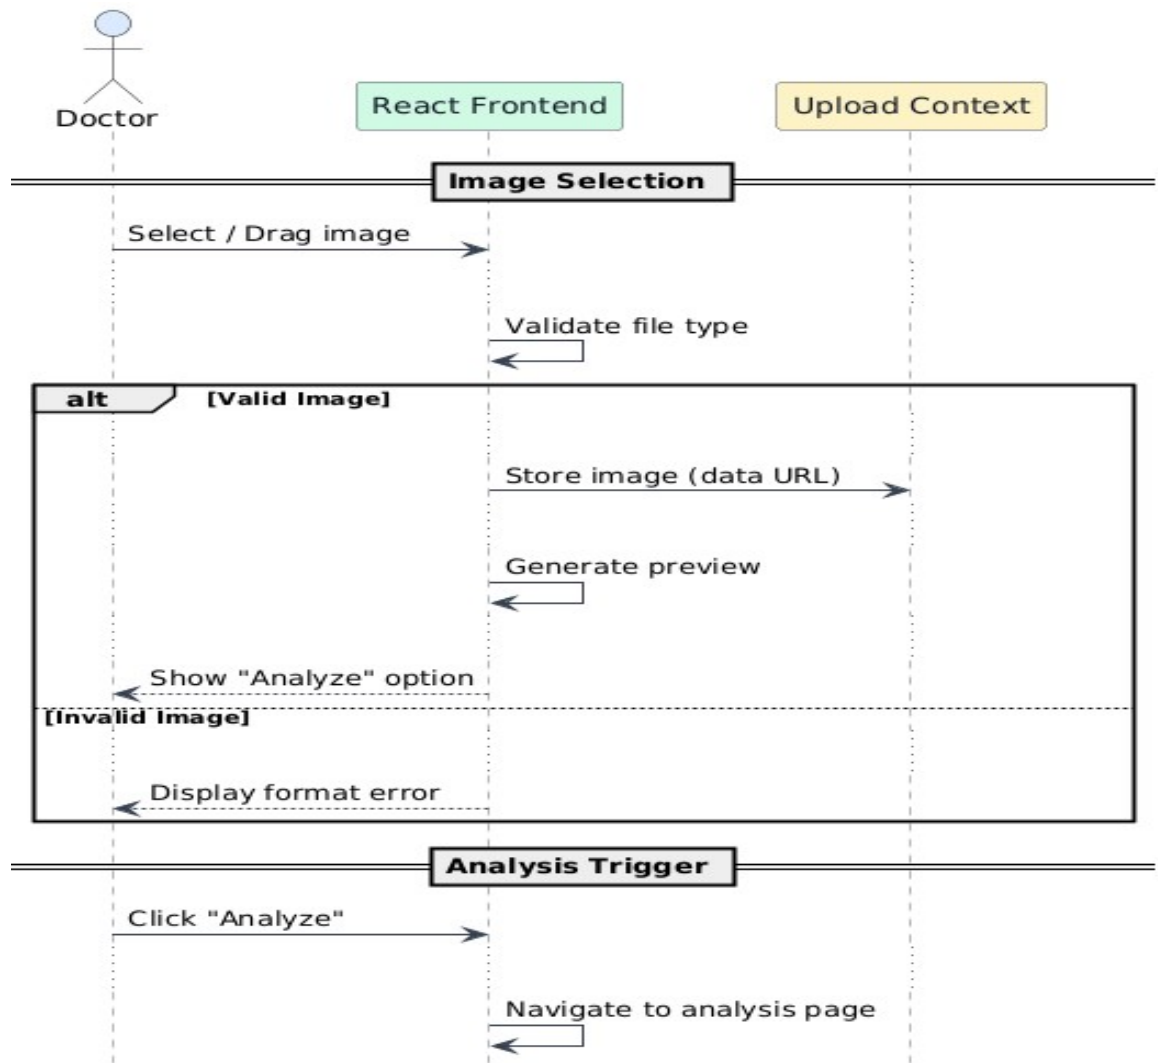 Doctor
React Frontend
Upload Context
Image Selection
Select / Drag image
Validate file type
alt
[Valid Image]
Store image (data URL)
Generate preview
Show "Analyze" option
[Invalid Image]
Display format error
Analysis Trigger
Click "Analyze"
Navigate to analysis page